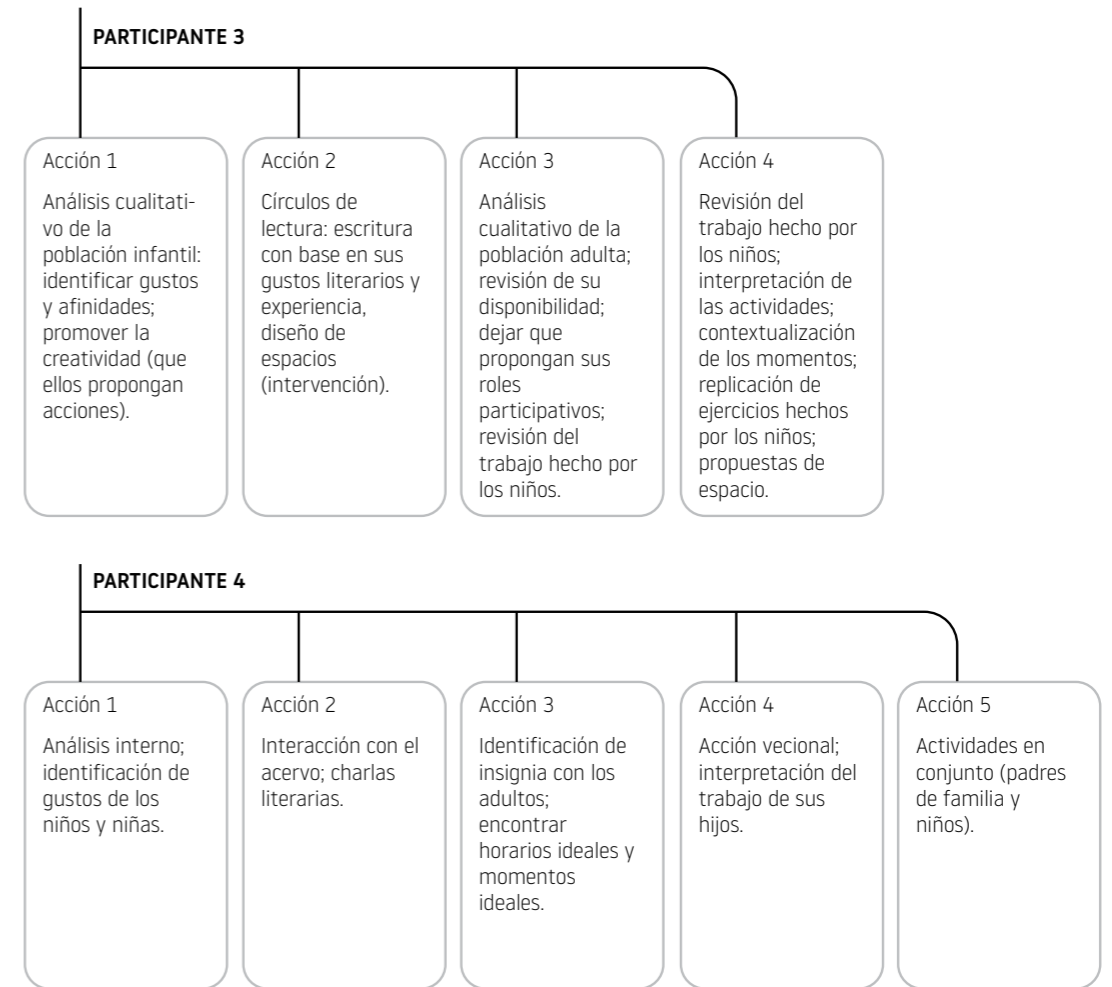 PARTICIPANTE 3
Acción 1
Análisis cualitati-
vo de la
población infantil:
identificar gustos
y afinidades;
promover la
creatividad (que
ellos propongan
acciones).
Acción 2
Círculos de
lectura: escritura
con base en sus
gustos literarios y
experiencia,
diseño de
espacios
(intervención).
Acción 3
Análisis
cualitativo de la
población adulta;
revisión de su
disponibilidad;
dejar que
propongan sus
roles
participativos;
revisión del
trabajo hecho por
los niños.
Acción 4
Revisión del
trabajo hecho por
los niños;
interpretación de
las actividades;
contextualización
de los momentos;
replicación de
ejercicios hechos
por los niños;
propuestas de
espacio.
PARTICIPANTE 4
Acción 1
Análisis interno;
identificación de
gustos de los
niños y niñas.
Acción 2
Interacción con el
acervo; charlas
literarias.
Acción 3
Identificación de
insignia con los
adultos;
encontrar
horarios ideales y
momentos
ideales.
Acción 4
Acción vecional;
interpretación del
trabajo de sus
hijos.
Acción 5
Actividades en
conjunto (padres
de familia y
niños).